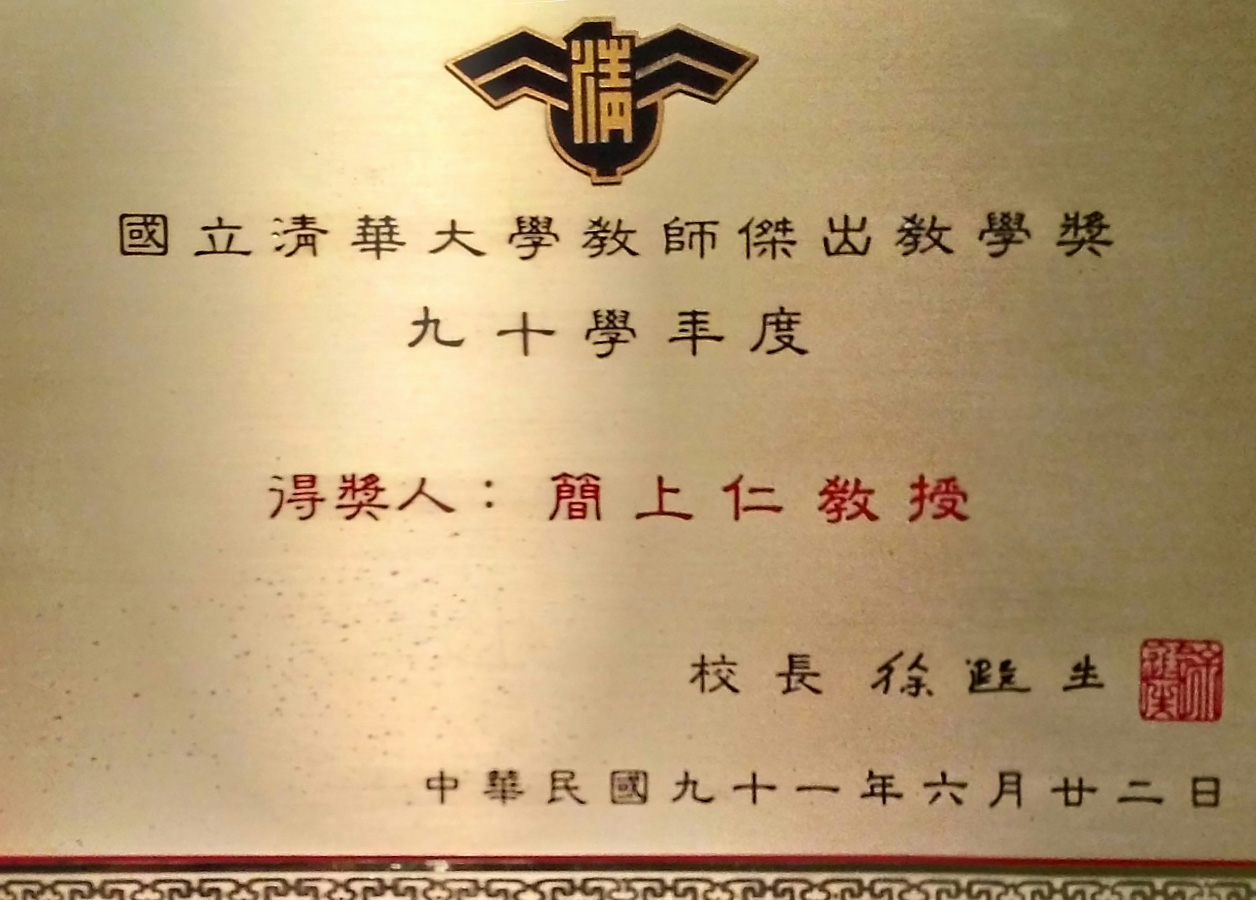 清
國立清華大學教師傑出教學獎
九十學年度
得獎人：簡上仁教授
校長 徐遐生
中華民國九十一年六月廿二日